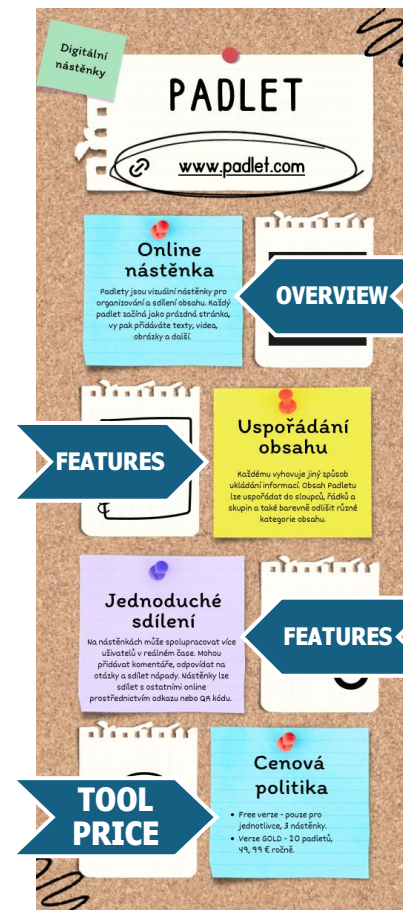 Digitální
nástěnky
PADLET
www.padlet.com
Online
nástěnka
Padlety jsou vizuální nástěnky pro
organizování a sdílení obsahu. Každý
padlet začíná jako prázdná stránka,
vy pak přidáváte texty, videa,
obrázky a další.
OVERVIEW
FEATURES
Uspořádání
obsahu
Každému vyhovuje jiný způsob
ukládání informací. Obsah Padletu
lze uspořádat do sloupců, řádků a
skupin a také barevně odlišit různé
kategorie obsahu.
Jednoduché
sdílení
Na nástěnkách může spolupracovat více
uživatelů v reálném čase. Mohou
přidávat komentáře, odpovídat na
otázky a sdílet nápady. Nástěnky lze
sdílet s ostatními online
prostřednictvím odkazu nebo QR kódu.
FEATURES
TOOL
PRICE
Cenová
politika
Free verze - pouze pro
jednotlivce, 3 nástěnky.
Verze GOLD - 20 padletů,
49, 99 € ročně.